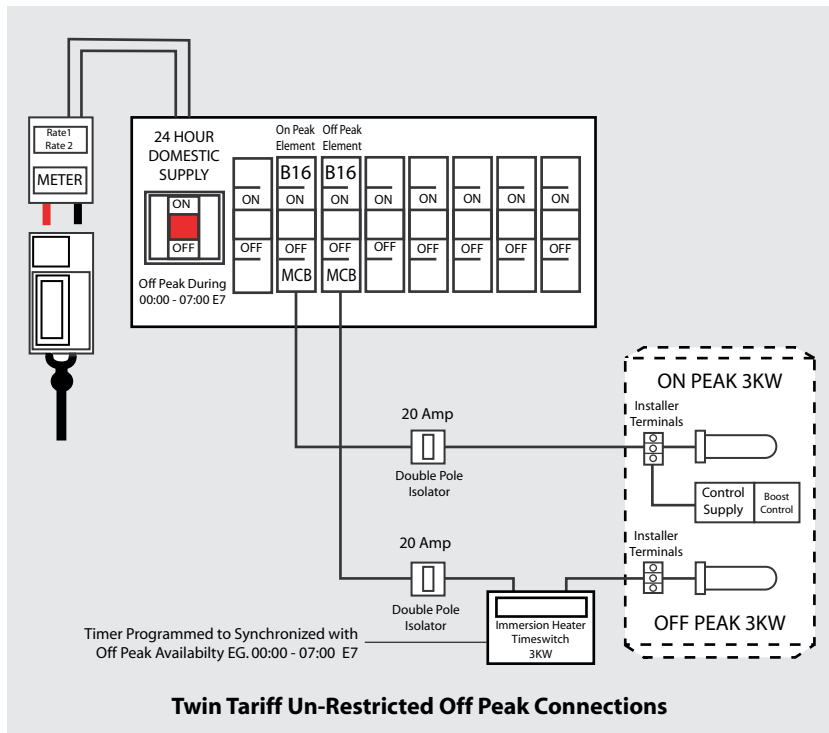 Rate1
Rate 2
METER
24 HOUR
DOMESTIC
SUPPLY
ON
OFF
Off Peak During
00:00 - 07:00 E7
On Peak
Element
Off Peak
Element
B16
B16
ON
ON
ON
ON
ON
ON
ON
ON
OFF
OFF
OFF
OFF
OFF
OFF
OFF
OFF
MCB
MCB
20 Amp
Double Pole
Isolator
ON PEAK 3KW
Installer
Terminals
Control
Supply
Boost
Control
20 Amp
Double Pole
Isolator
Immersion Heater
Timeswitch
3KW
Installer
Terminals
OFF PEAK 3KW
Timer Programmed to Synchronized with
Off Peak Availabilty EG. 00:00 - 07:00 E7
Twin Tariff Un-Restricted Off Peak Connections